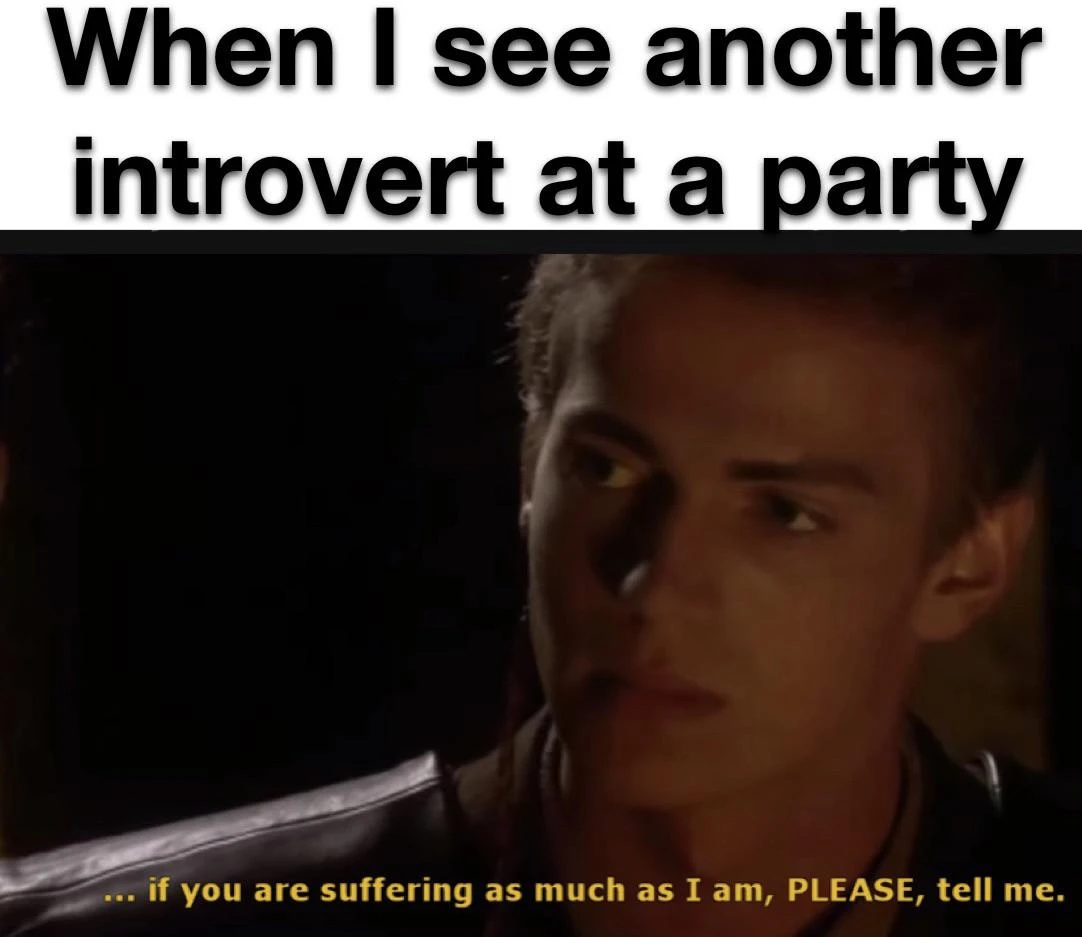 When I see another
introvert at a party
... if you are suffering as much as I am, PLEASE, tell me.